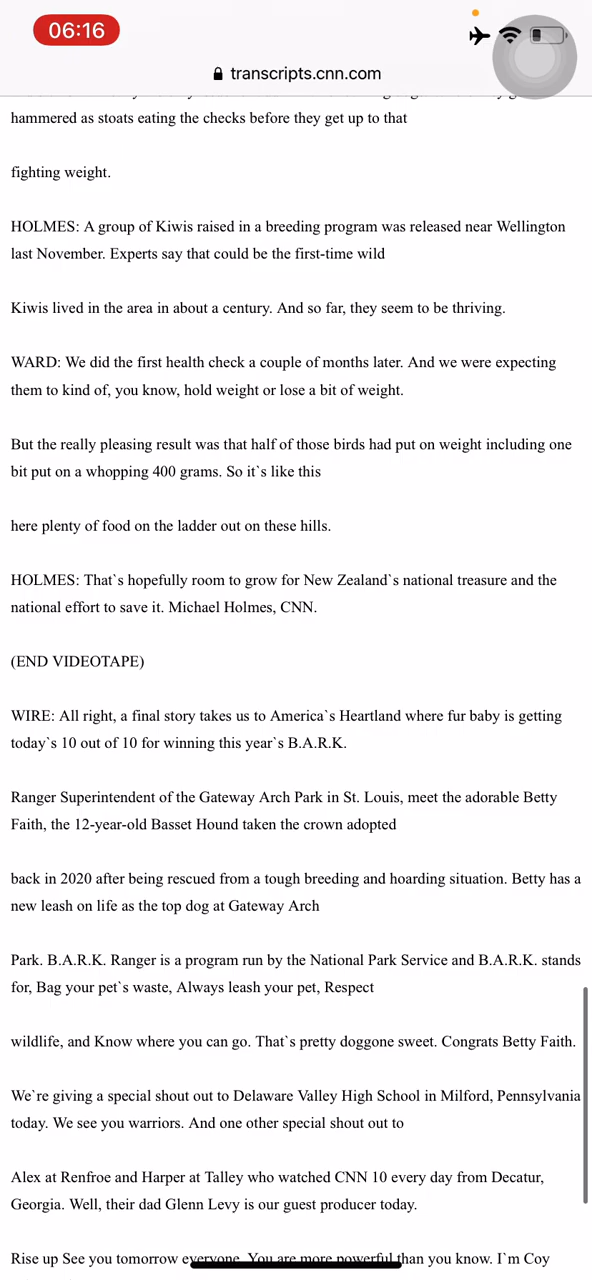 06:16
transcripts.cnn.com
hammered as stoats eating the checks before they get up to that
fighting weight.
HOLMES: A group of Kiwis raised in a breeding program was released near Wellington
last November. Experts say that could be the first-time wild
Kiwis lived in the area in about a century. And so far, they seem to be thriving.
WARD: We did the first health check a couple of months later. And we were expecting
them to kind of, you know, hold weight or lose a bit of weight.
But the really pleasing result was that half of those birds had put on weight including one
bit put on a whopping 400 grams. So it`s like this
here plenty of food on the ladder out on these hills.
HOLMES: That`s hopefully room to grow for New Zealand`s national treasure and the
national effort to save it. Michael Holmes, CNN.
(END VIDEOTAPE)
WIRE: All right, a final story takes us to America`s Heartland where fur baby is getting
today`s 10 out of 10 for winning this year`s B.A.R.K.
Ranger Superintendent of the Gateway Arch Park in St. Louis, meet the adorable Betty
Faith, the 12-year-old Basset Hound taken the crown adopted
back in 2020 after being rescued from a tough breeding and hoarding situation. Betty has a
new leash on life as the top dog at Gateway Arch
Park. B.A.R.K. Ranger is a program run by the National Park Service and B.A.R.K. stands
for, Bag your pet`s waste, Always leash your pet, Respect
wildlife, and Know where you can go. That`s pretty doggone sweet. Congrats Betty Faith.
We`re giving a special shout out to Delaware Valley High School in Milford, Pennsylvania
today. We see you warriors. And one other special shout out to
Alex at Renfroe and Harper at Talley who watched CNN 10 every day from Decatur,
Georgia. Well, their dad Glenn Levy is our guest producer today.
Rise up See you tomorrow everyone. You are more powerful than you know. I`m Coy